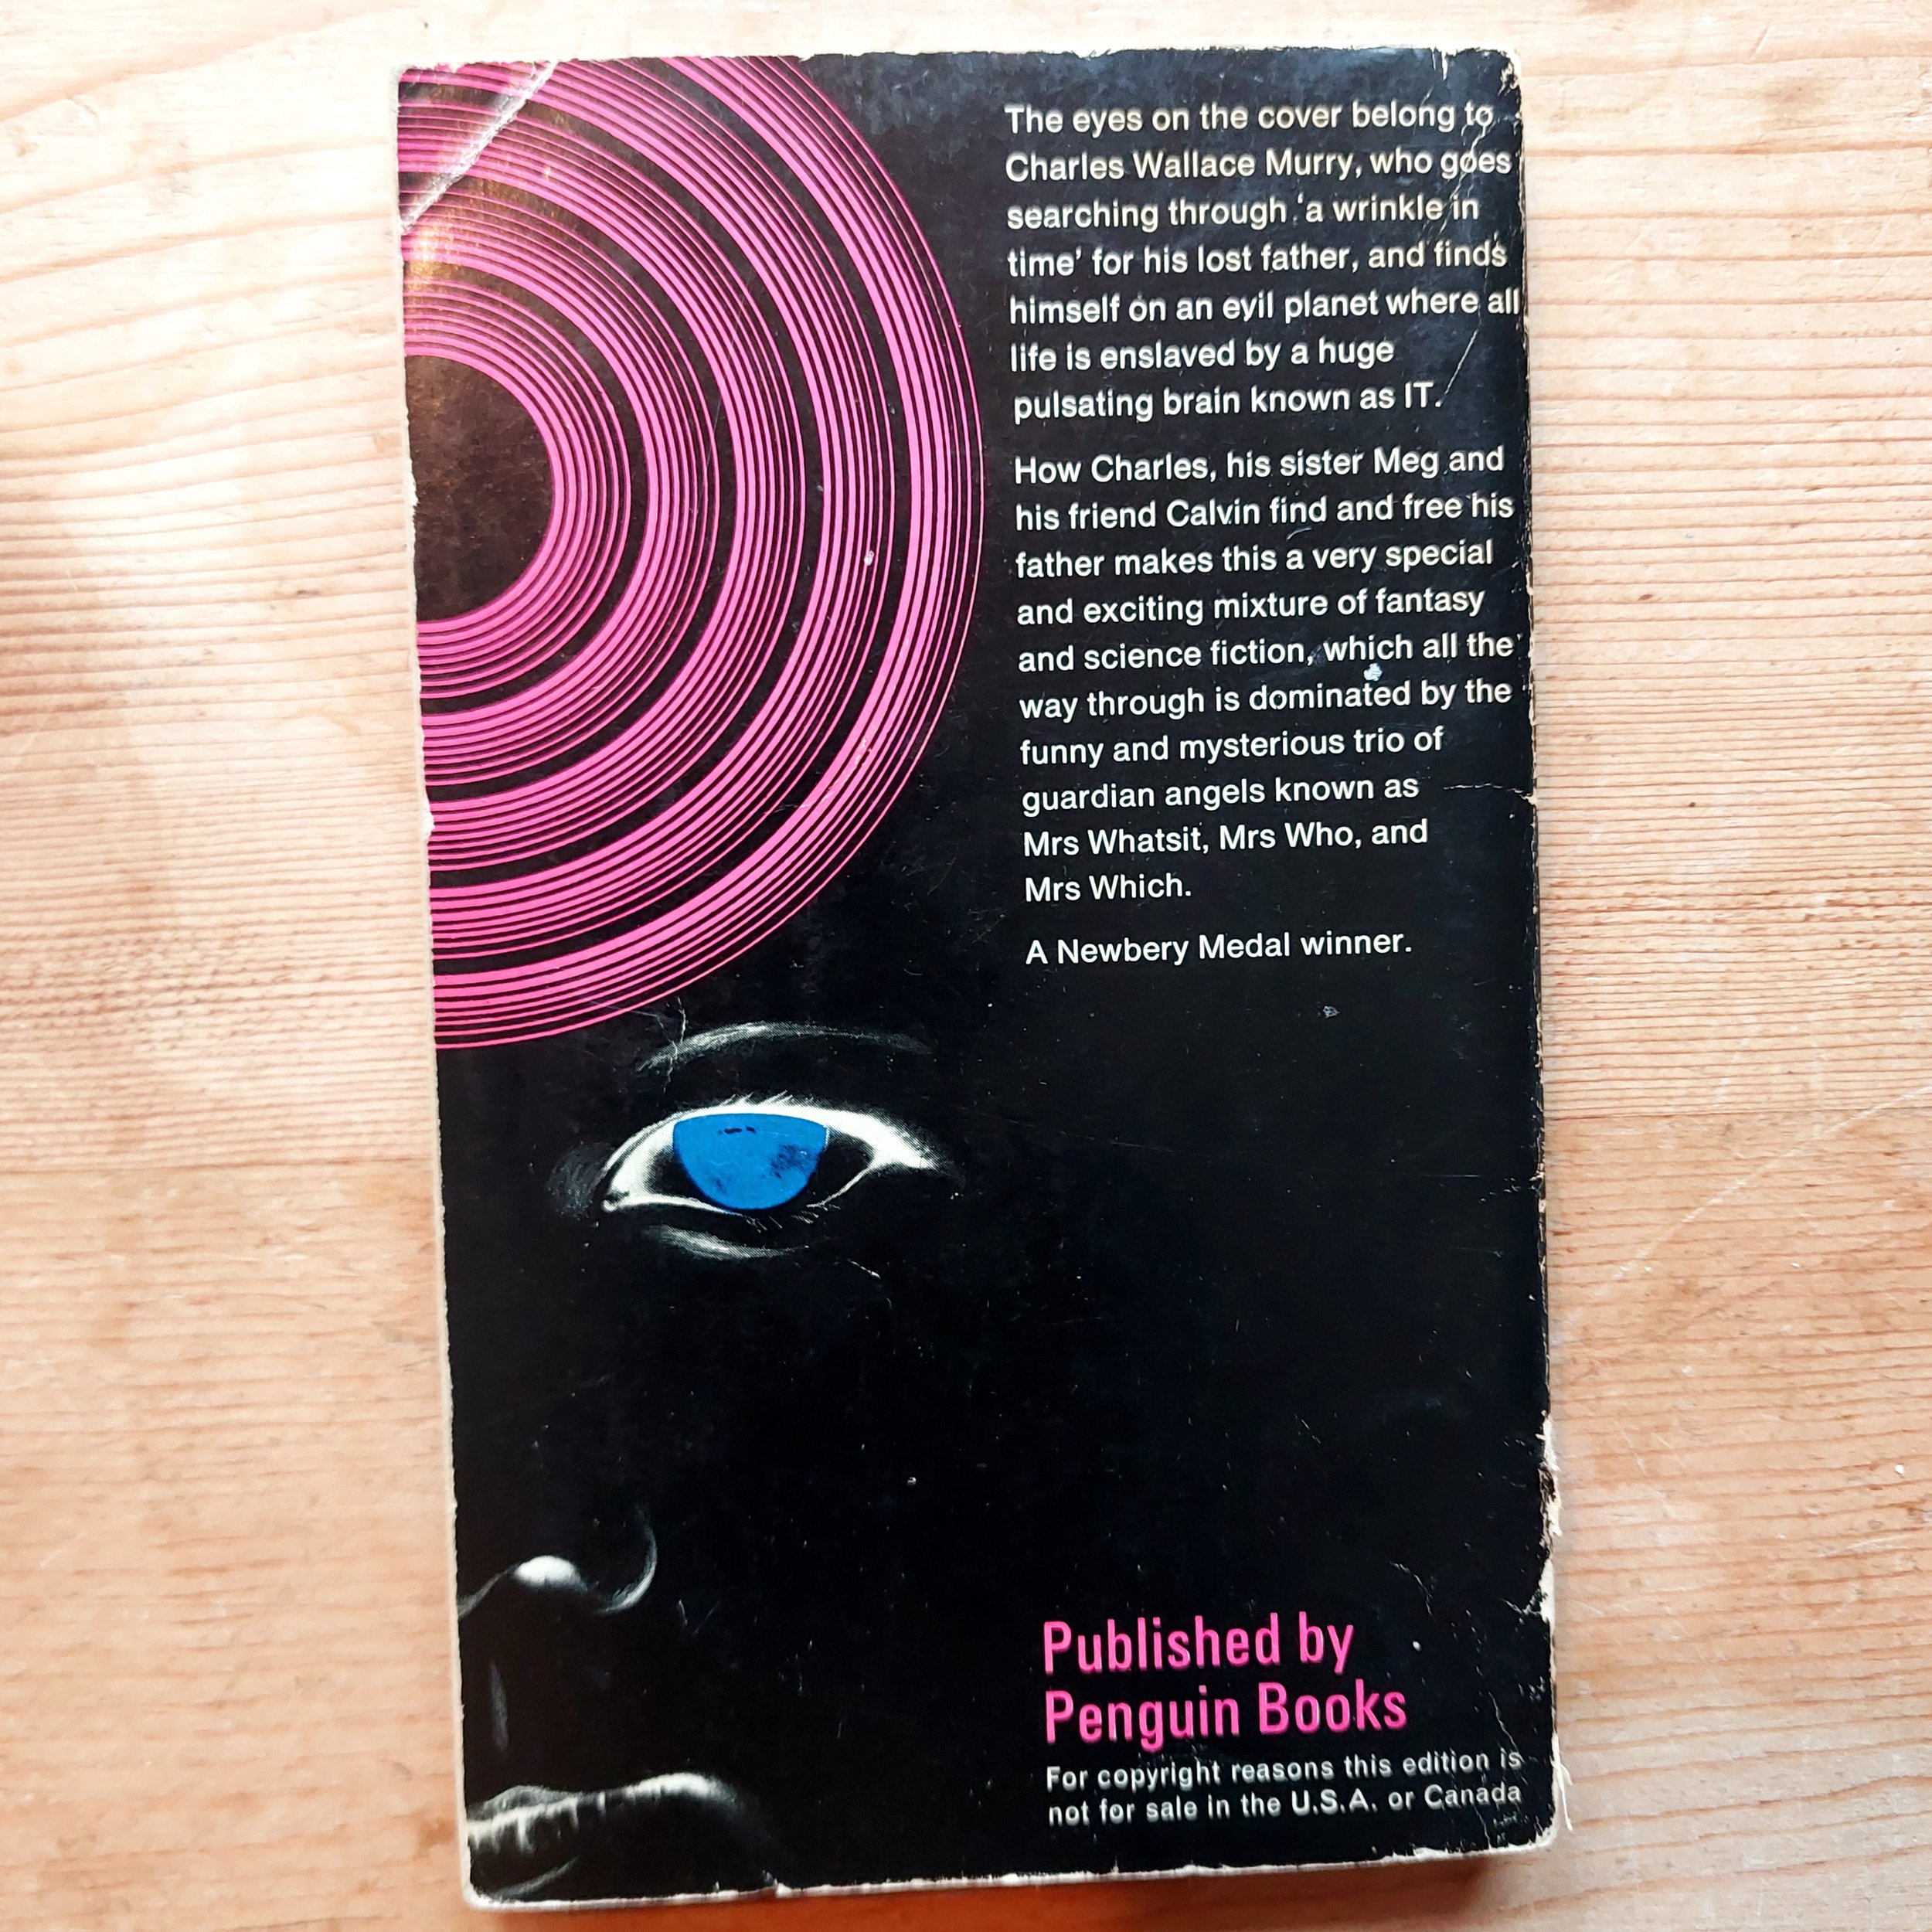 The eyes on the cover belong to
Charles Wallace Murry, who goes
searching through 'a wrinkle in
time' for his lost father, and finds
himself on an evil planet where all
life is enslaved by a huge
pulsating brain known as IT.
How Charles, his sister Meg and
his friend Calvin find and free his
father makes this a very special
and exciting mixture of fantasy
and science fiction, which all the
way through is dominated by the
funny and mysterious trio of
guardian angels known as
Mrs Whatsit, Mrs Who, and
Mrs Which.
A Newbery Medal winner.
Published by
Penguin Books
For copyright reasons this edition is
not for sale in the U.S.A. or Canada